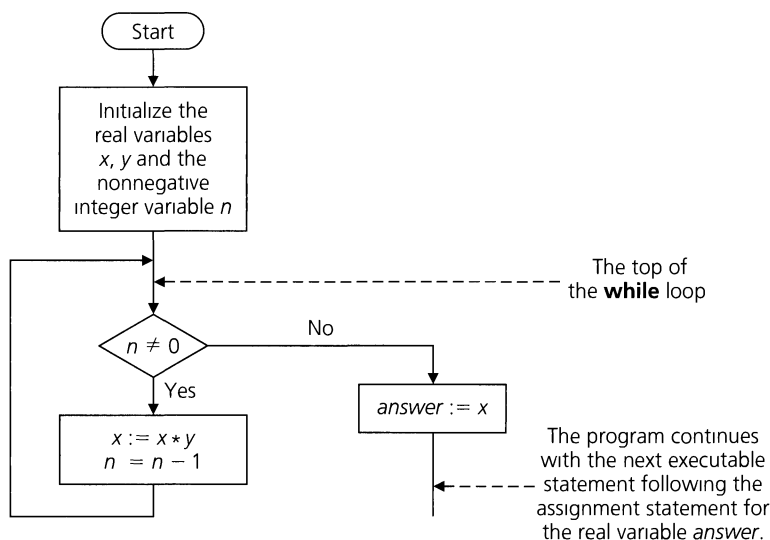 Start
Initialize the
real variables
x, y and the
nonnegative
integer variable n
The top of
the while loop
n ≠ 0
No
Yes
answer := x
x := x * y
n = n − 1
The program continues
with the next executable
statement following the
assignment statement for
the real variable answer.